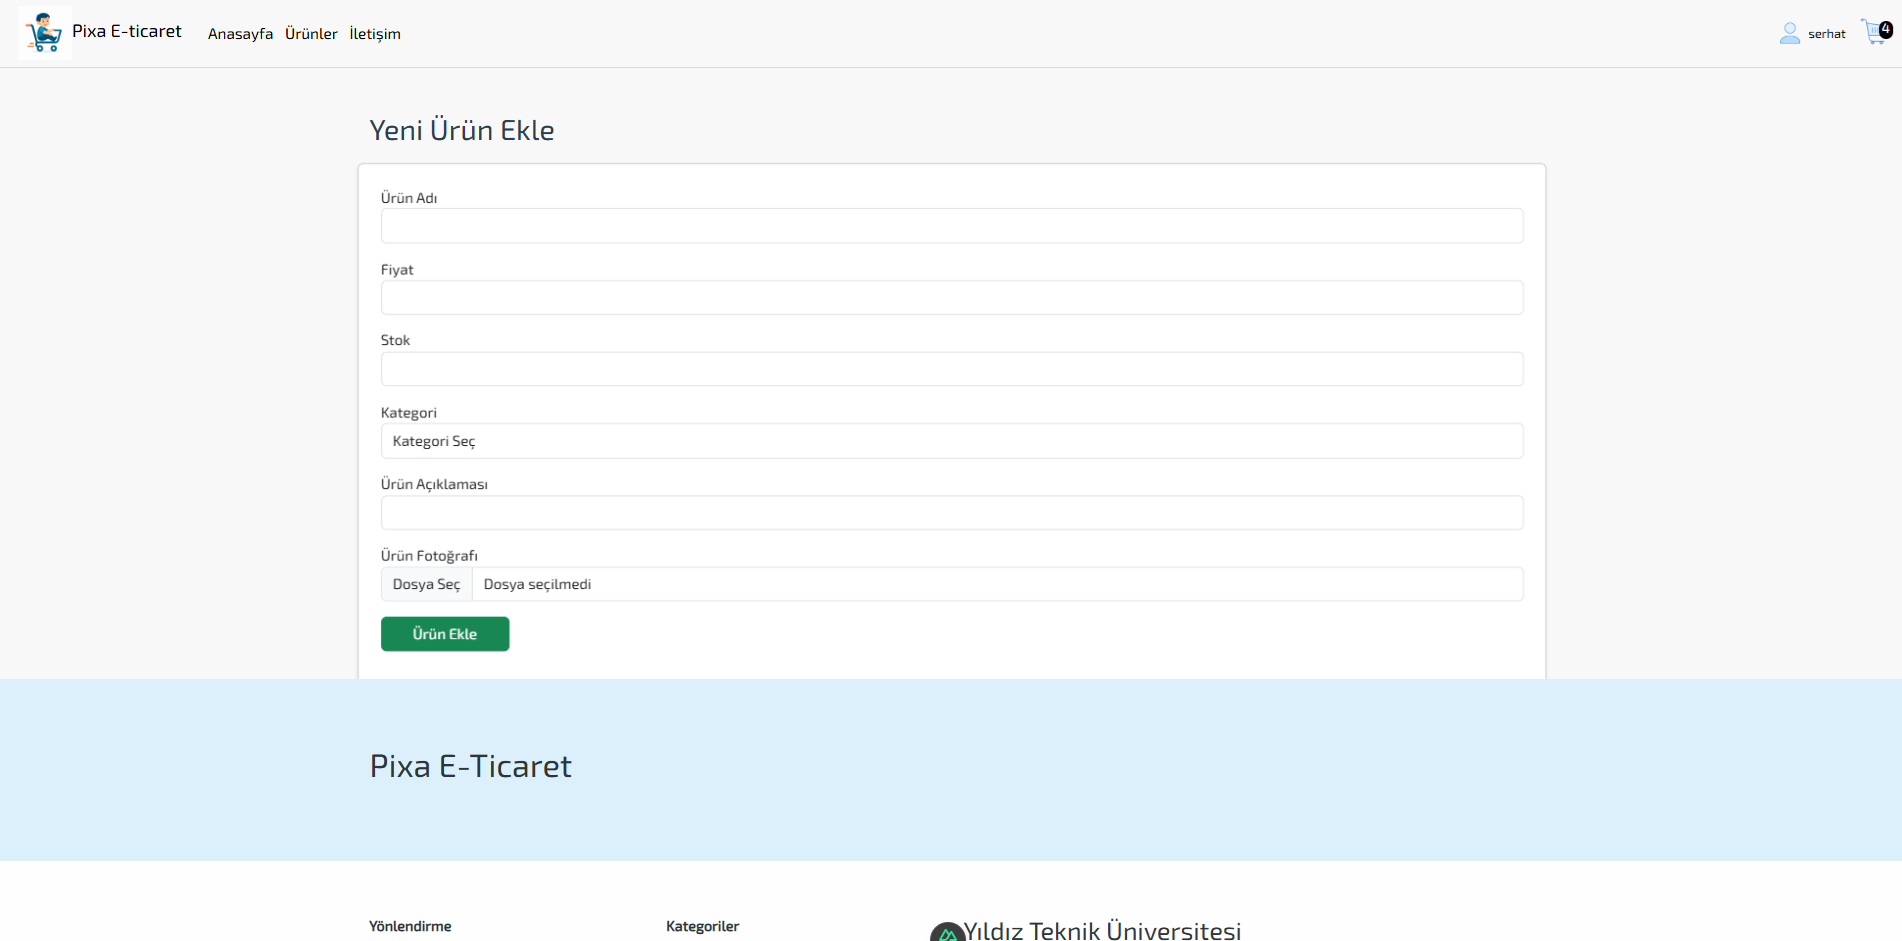 Pixa E-ticaret
Anasayfa Ürünler İletişim
serhat
4
Yeni Ürün Ekle
Ürün Adı
Fiyat
Stok
Kategori
Kategori Seç
Ürün Açıklaması
Ürün Fotoğrafı
Dosya Seç Dosya seçilmedi
Ürün Ekle
Pixa E-Ticaret
Yönlendirme
Kategoriler
Yıldız Teknik Üniversitesi